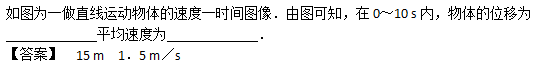 如图为一做直线运动物体的速度一时间图像．由图可知，在0～10 s内，物体的位移为
____________平均速度为____________．
【答案】 15 m 1．5 m／s